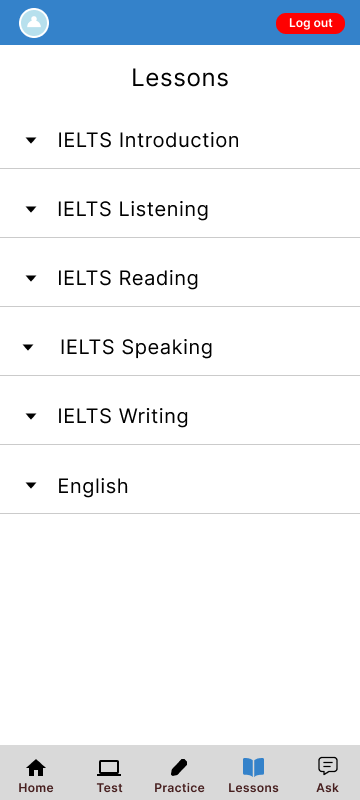 Log out
Lessons
IELTS Introduction
IELTS Listening
IELTS Reading
IELTS Speaking
IELTS Writing
English
Home Test Practice Lessons Ask